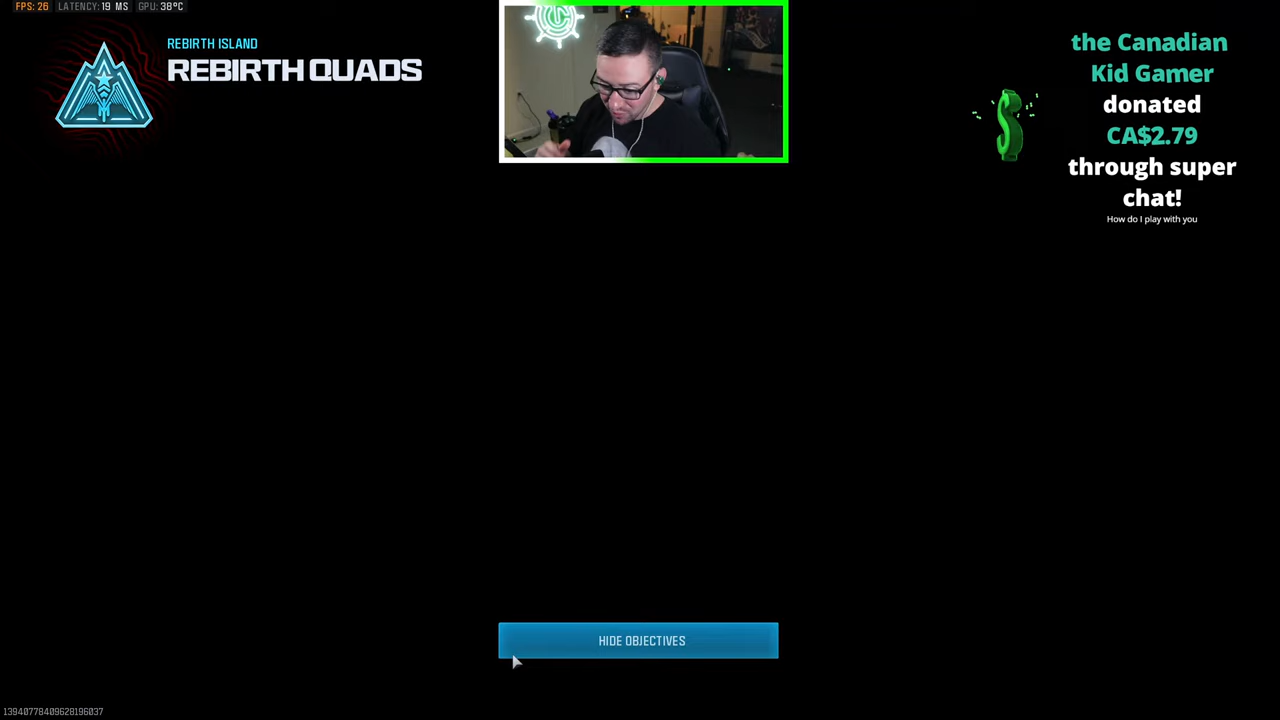 FPS: 26 LATENCY: 19 MS GPU: 38°C
REBIRTH ISLAND
REBIRTH QUADS
the Canadian
Kid Gamer
donated
CA$2.79
through super
chat!
How do I play with you
HIDE OBJECTIVES
13940778409628196037